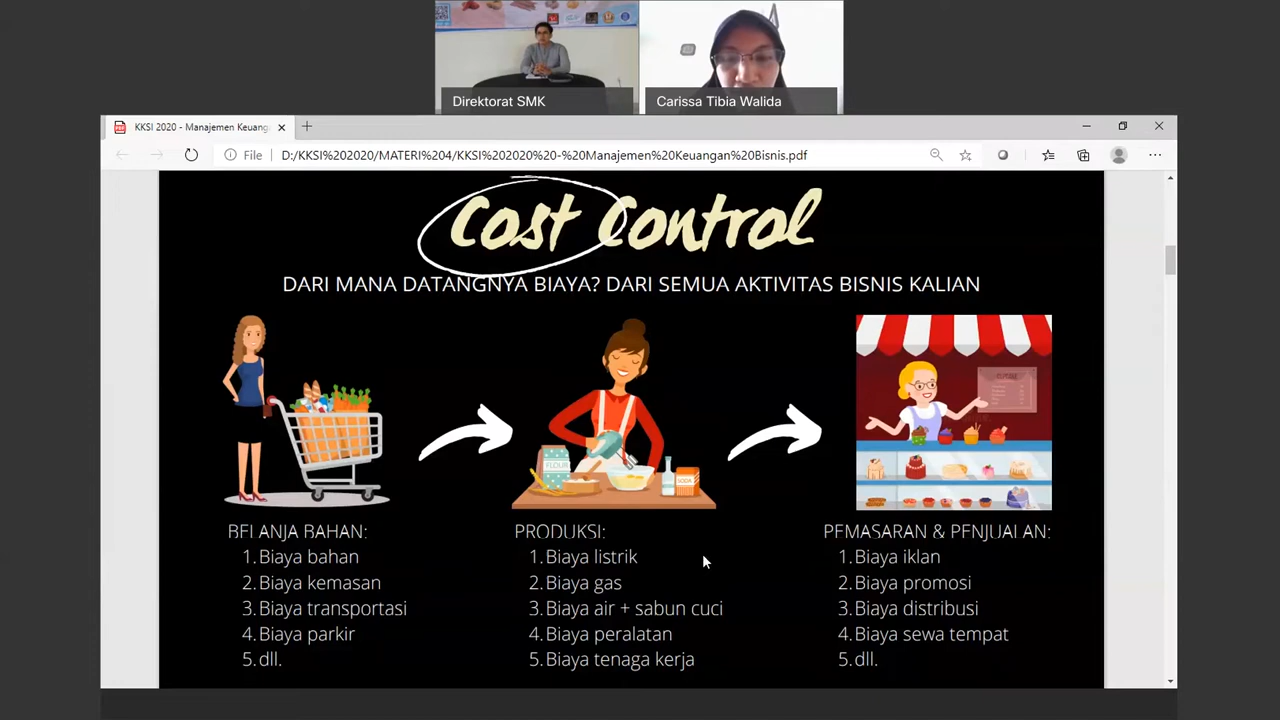 Direktorat SMK
Carissa Tibia Walida
KKSI 2020 - Manajemen Keuang
File
D:/KKSI%202020/MATERI%204/KKSI%202020%20-%20Manajemen%20Keuangan%20Bisnis.pdf
Cost Control
DARI MANA DATANGNYA BIAYA? DARI SEMUA AKTIVITAS BISNIS KALIAN
FLOUR
SODA
BELANJA BAHAN:
1. Biaya bahan
2. Biaya kemasan
3. Biaya transportasi
4. Biaya parkir
5. dll.
PRODUKSI:
1. Biaya listrik
2. Biaya gas
3. Biaya air + sabun cuci
4. Biaya peralatan
5. Biaya tenaga kerja
PEMASARAN & PENJUALAN:
1. Biaya iklan
2. Biaya promosi
3. Biaya distribusi
4. Biaya sewa tempat
5. dll.